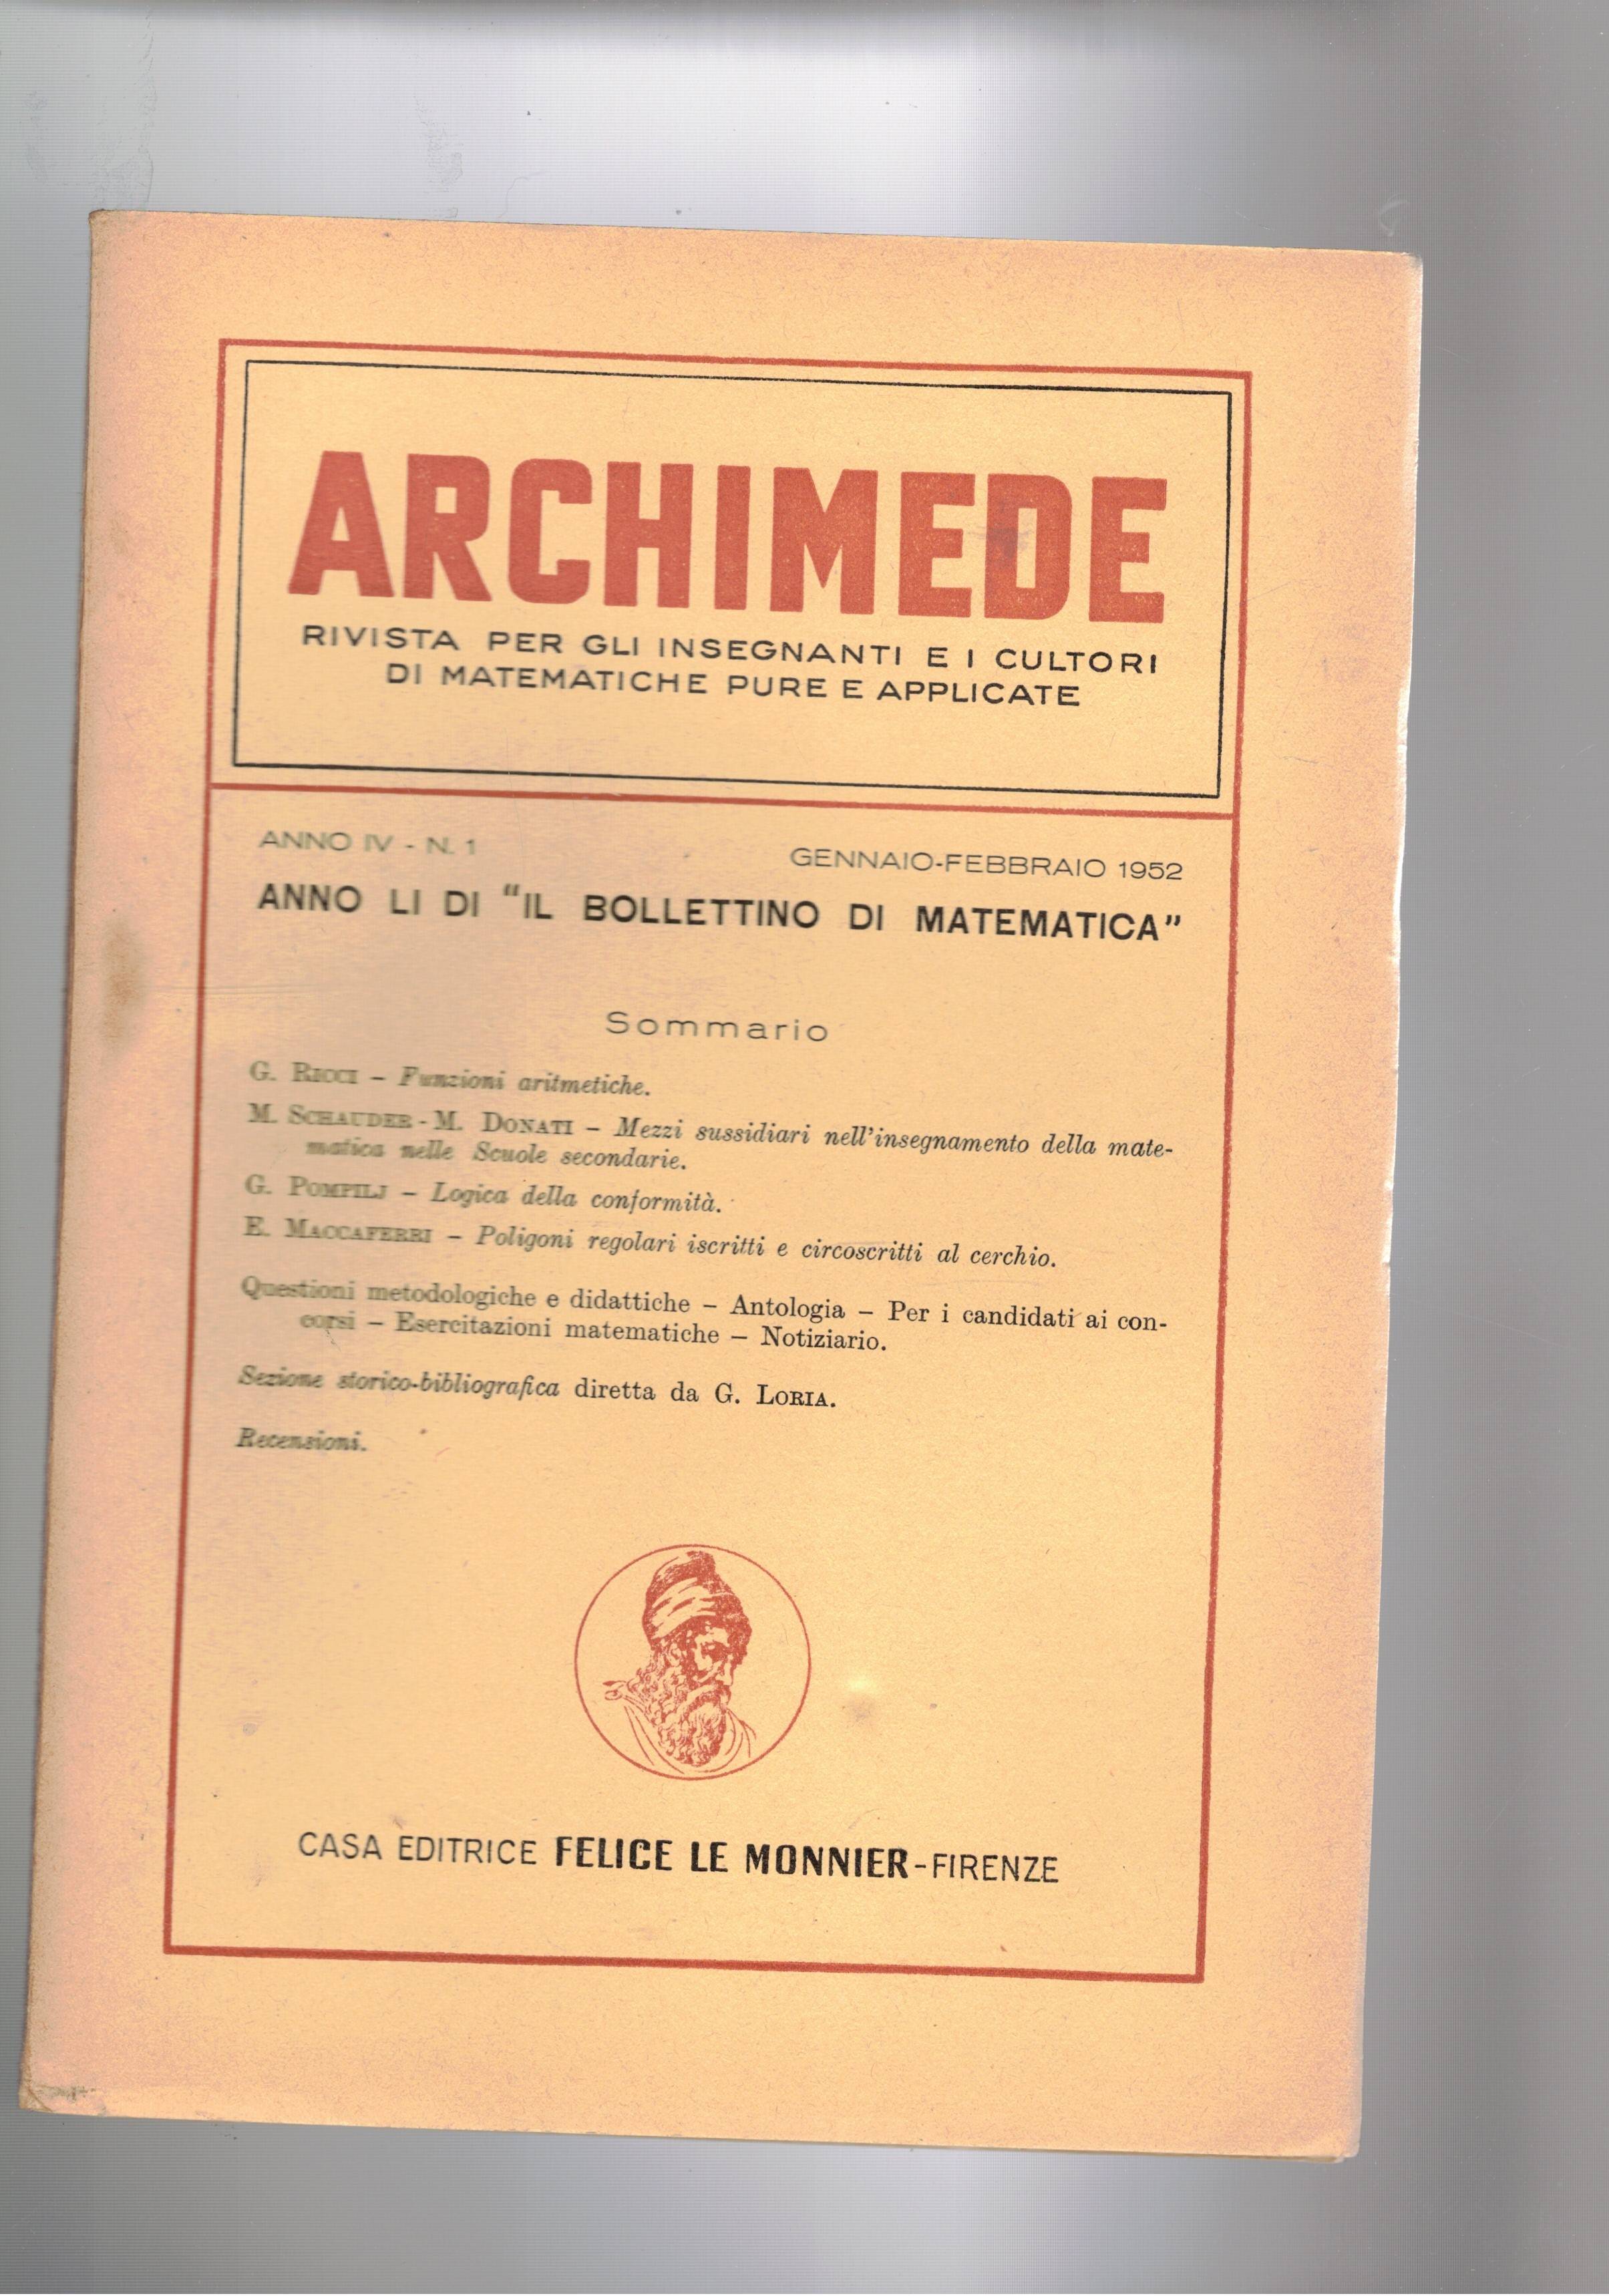 ARCHIMEDE
RIVISTA PER GLI INSEGNANTI E I CULTORI
DI MATEMATICHE PURE E APPLICATE
ANNO IV - N. 1
GENNAIO-FEBBRAIO 1952
ANNO LI DI "IL BOLLETTINO DI MATEMATICA"
Sommario
G. RICCI – Funzioni aritmetiche.
M. SCHAUDER - M. DONATI – Mezzi sussidiari nell'insegnamento della mate-
matica nelle Scuole secondarie.
G. POMPILJ – Logica della conformità.
E. MACCAFERRI – Poligoni regolari iscritti e circoscritti al cerchio.
Questioni metodologiche e didattiche – Antologia – Per i candidati ai con-
corsi – Esercitazioni matematiche – Notiziario.
Sezione storico-bibliografica diretta da G. LORIA.
Recensioni.
CASA EDITRICE FELICE LE MONNIER-FIRENZE